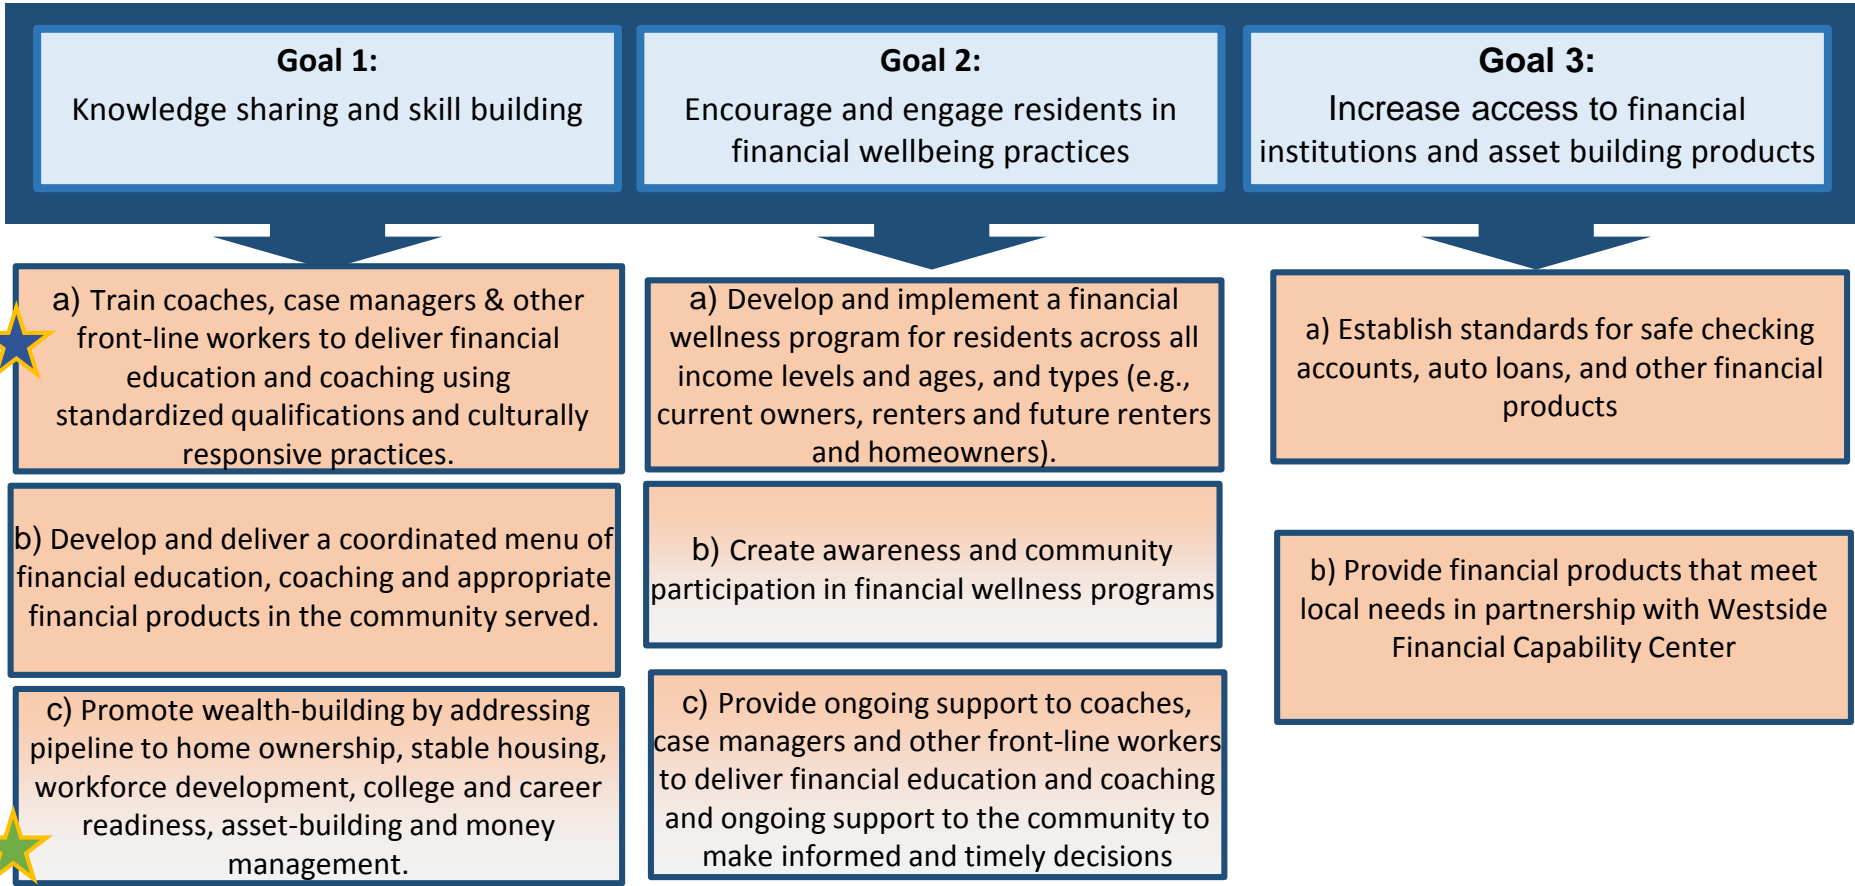 Goal 1:
Knowledge sharing and skill building
Goal 2:
Encourage and engage residents in
financial wellbeing practices
Goal 3:
Increase access to financial
institutions and asset building products
a) Train coaches, case managers & other
front-line workers to deliver financial
education and coaching using
standardized qualifications and culturally
responsive practices.
b) Develop and deliver a coordinated menu of
financial education, coaching and appropriate
financial products in the community served.
c) Promote wealth-building by addressing
pipeline to home ownership, stable housing,
workforce development, college and career
readiness, asset-building and money
management.
a) Develop and implement a financial
wellness program for residents across all
income levels and ages, and types (e.g.,
current owners, renters and future renters
and homeowners).
b) Create awareness and community
participation in financial wellness programs
c) Provide ongoing support to coaches,
case managers and other front-line workers
to deliver financial education and coaching
and ongoing support to the community to
make informed and timely decisions
a) Establish standards for safe checking
accounts, auto loans, and other financial
products
b) Provide financial products that meet
local needs in partnership with Westside
Financial Capability Center